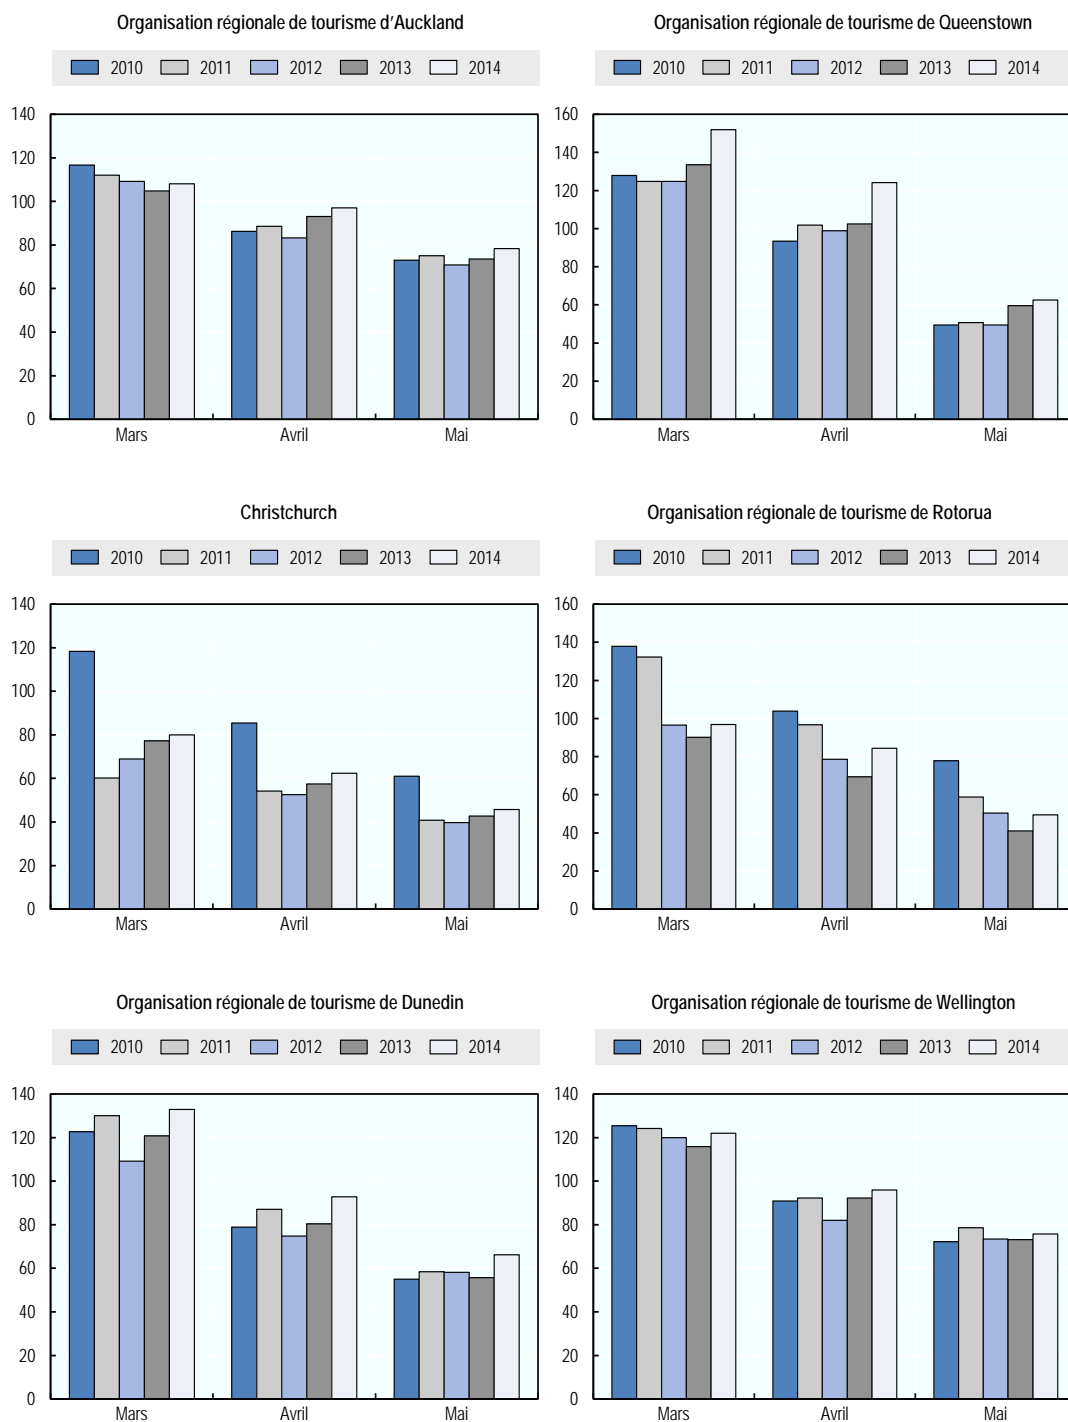 Organisation régionale de tourisme d'Auckland
2010 2011 2012 2013 2014
140
120
100
80
60
40
20
0
Mars Avril Mai
Organisation régionale de tourisme de Queenstown
2010 2011 2012 2013 2014
160
140
120
100
80
60
40
20
0
Mars Avril Mai
Christchurch
2010 2011 2012 2013 2014
140
120
100
80
60
40
20
0
Mars Avril Mai
Organisation régionale de tourisme de Rotorua
2010 2011 2012 2013 2014
160
140
120
100
80
60
40
20
0
Mars Avril Mai
Organisation régionale de tourisme de Dunedin
2010 2011 2012 2013 2014
140
120
100
80
60
40
20
0
Mars Avril Mai
Organisation régionale de tourisme de Wellington
2010 2011 2012 2013 2014
140
120
100
80
60
40
20
0
Mars Avril Mai